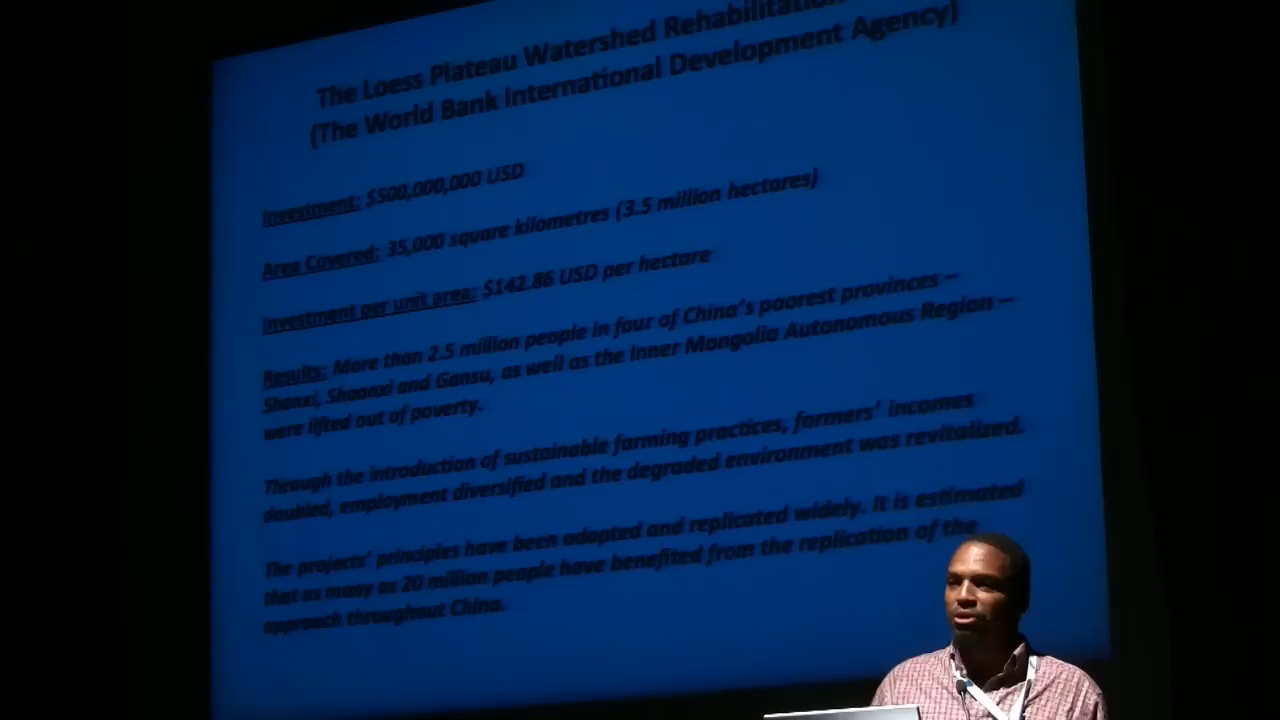 The Loess Plateau Watershed Rehabilitation
(The World Bank International Development Agency)
Investment: $500,000,000 USD
Area Covered: 35,000 square kilometres (3.5 million hectares)
Investment per unit area: $142.86 USD per hectare
Results: More than 2.5 million people in four of China's poorest provinces –
Shanxi, Shaanxi and Gansu, as well as the Inner Mongolia Autonomous Region –
were lifted out of poverty.
Through the introduction of sustainable farming practices, farmers' incomes
doubled, employment diversified and the degraded environment was revitalized.
The projects' principles have been adopted and replicated widely. It is estimated
that as many as 20 million people have benefited from the replication of the
approach throughout China.